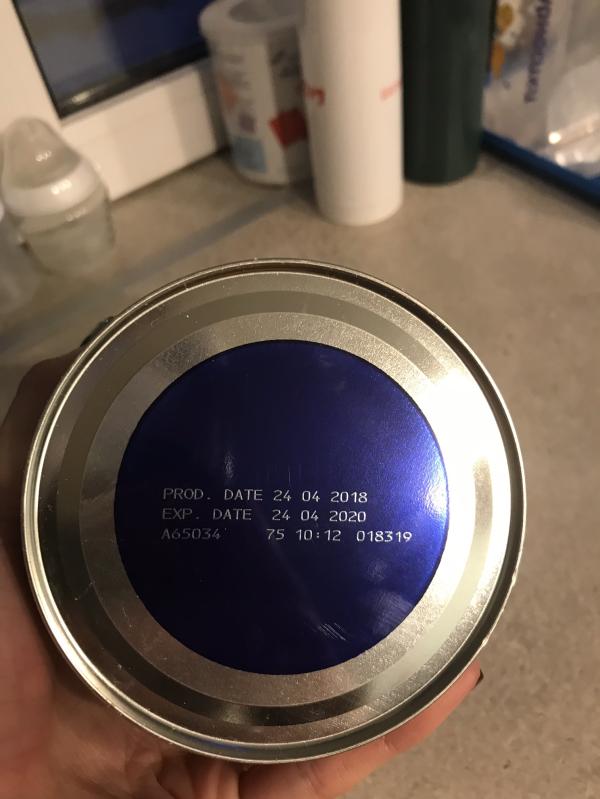 PROD. DATE 24 04 2018
EXP. DATE 24 04 2020
A65034 75 10:12 018319